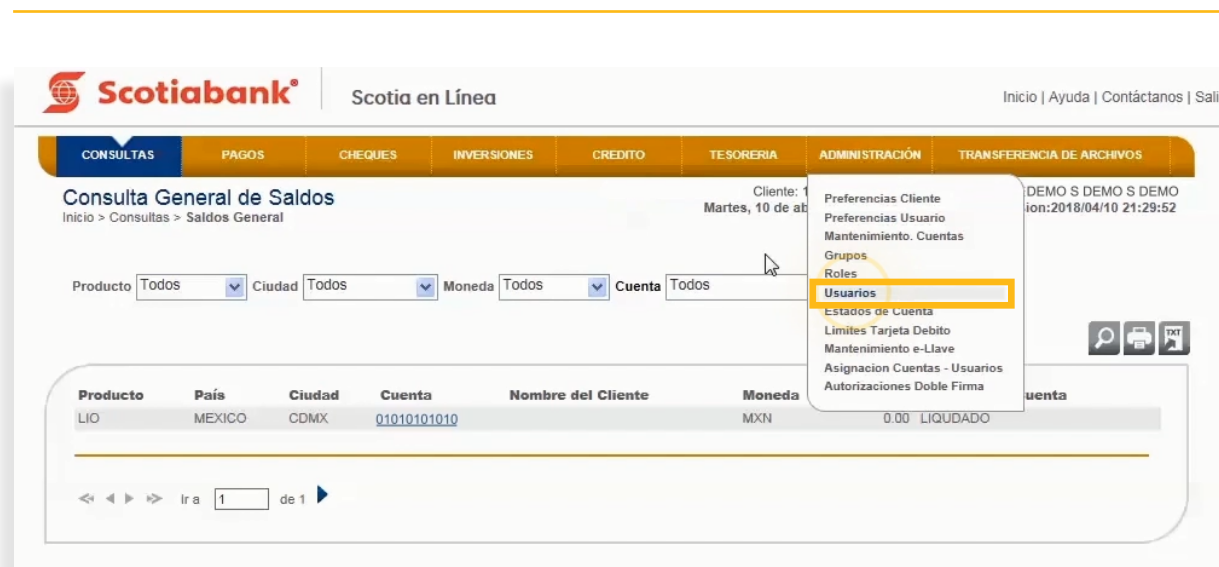 Scotiabank® Scotia en Línea Inicio | Ayuda | Contáctanos | Sali
CONSULTAS PAGOS CHEQUES INVERSIONES CREDITO TESORERIA ADMINISTRACIÓN TRANSFERENCIA DE ARCHIVOS
Consulta General de Saldos
Inicio > Consultas > Saldos General
Cliente: 1 DEMO S DEMO S DEMO
Martes, 10 de ab ion:2018/04/10 21:29:52
Preferencias Cliente
Preferencias Usuario
Mantenimiento. Cuentas
Grupos
Roles
Usuarios
Estados de Cuenta
Limites Tarjeta Debito
Mantenimiento e-Llave
Asignacion Cuentas - Usuarios
Autorizaciones Doble Firma
Producto Todos Ciudad Todos Moneda Todos Cuenta Todos
TXT
Producto País Ciudad Cuenta Nombre del Cliente Moneda uenta
LIO MEXICO CDMX 01010101010 MXN 0.00 LIQUDADO
Ir a 1 de 1